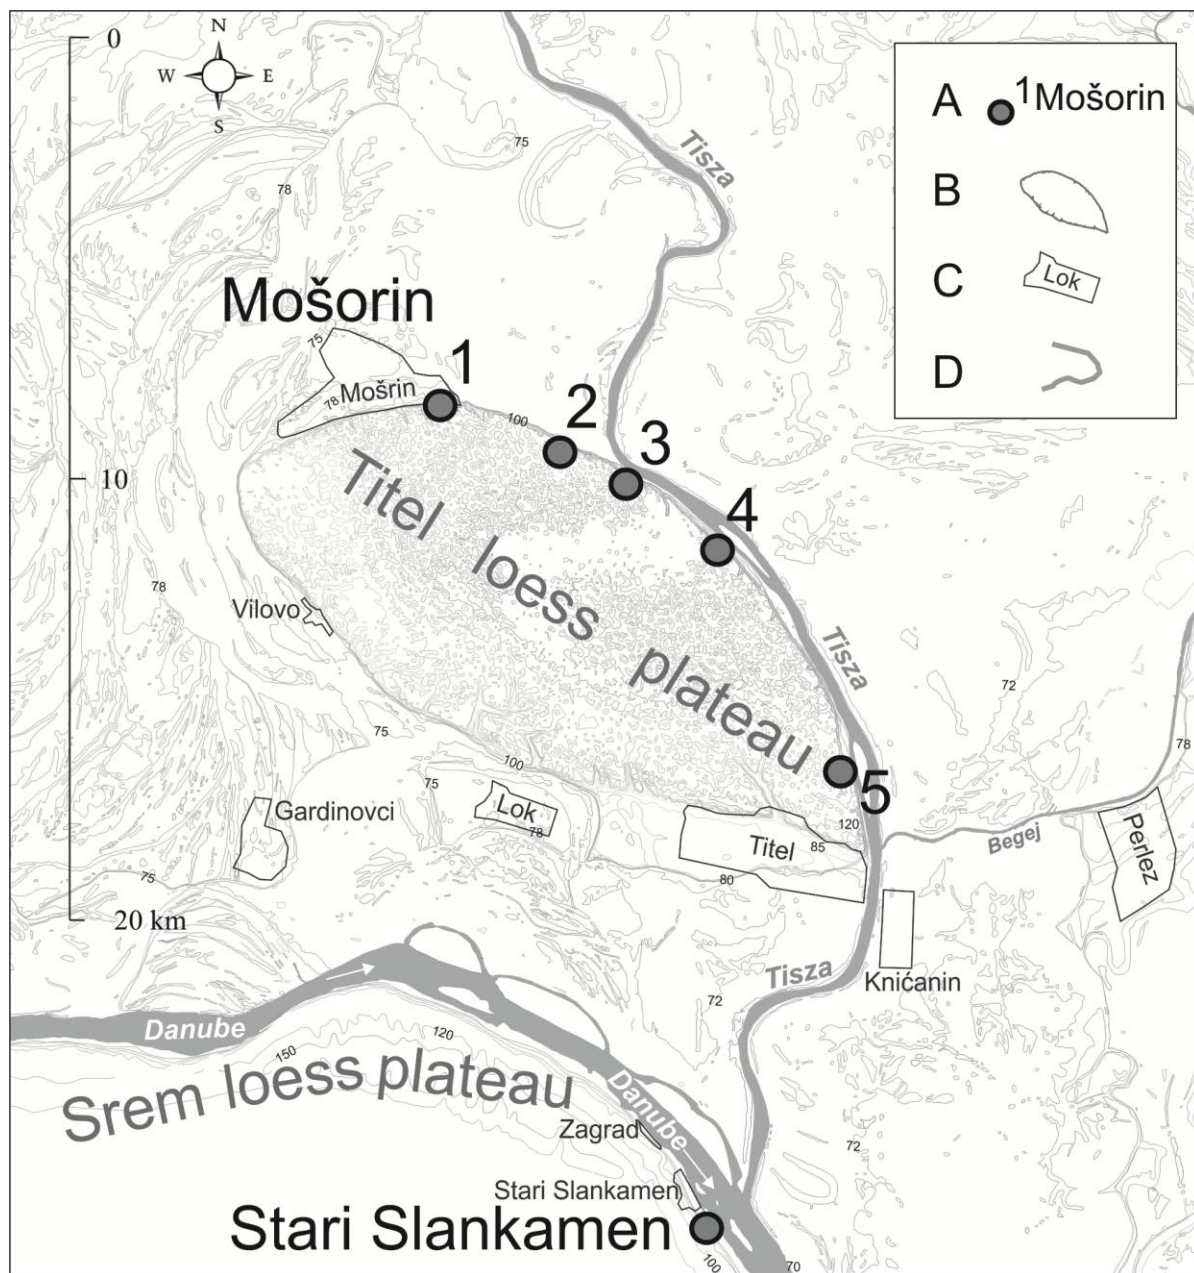 0
N
W E
S
A 1 Mošorin
B
C Lok
D
Tisza
75
78
Mošorin
75
1
Mošrin
78
100
2
3
10
4
Titel loess plateau
78
Vilovo
Tisza
72
75
78
100
75
5
Gardinovci
Lok
78
120
Titel
85
Begej
Perlez
75
80
20 km
Tisza
Knićanin
72
Danube
120
150
Srem loess plateau
Danube
Zagrad
72
Stari Slankamen
Stari Slankamen
100
70